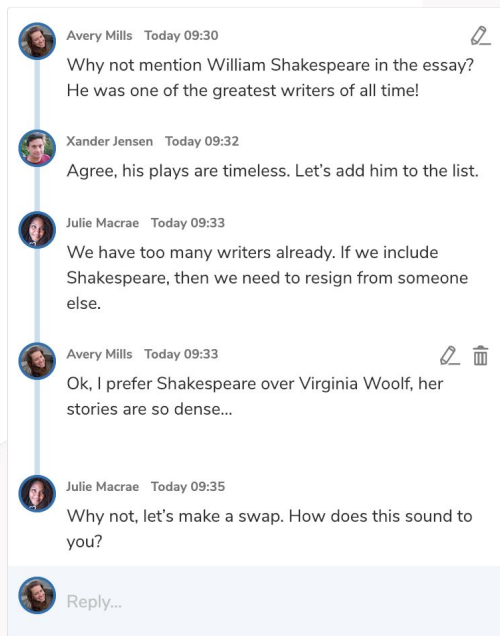 Avery Mills Today 09:30
Why not mention William Shakespeare in the essay?
He was one of the greatest writers of all time!
Xander Jensen Today 09:32
Agree, his plays are timeless. Let's add him to the list.
Julie Macrae Today 09:33
We have too many writers already. If we include
Shakespeare, then we need to resign from someone
else.
Avery Mills Today 09:33
Ok, I prefer Shakespeare over Virginia Woolf, her
stories are so dense...
Julie Macrae Today 09:35
Why not, let's make a swap. How does this sound to
you?
Reply...